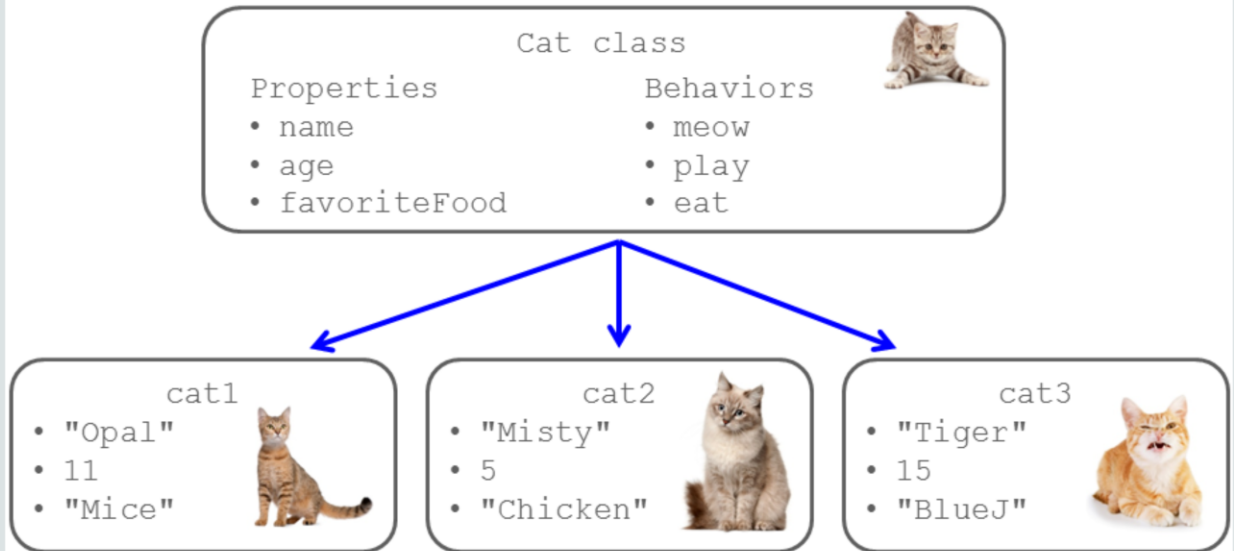 Cat class
Properties
• name
• age
• favoriteFood
Behaviors
• meow
• play
• eat
cat1
• "Opal"
• 11
• "Mice"
cat2
• "Misty"
• 5
• "Chicken"
cat3
• "Tiger"
• 15
• "BlueJ"